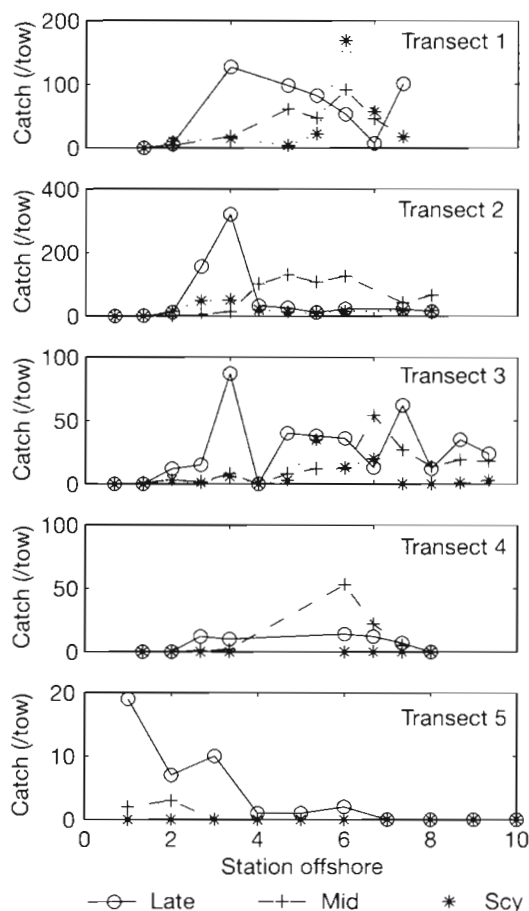 200
Transect 1
100
0
Catch (/tow)
400
Transect 2
200
0
Catch (/tow)
100
Transect 3
50
0
Catch (/tow)
100
Transect 4
50
0
Catch (/tow)
20
Transect 5
10
0
Catch (/tow)
0 2 4 6 8 10
Station offshore
Late Mid Scy